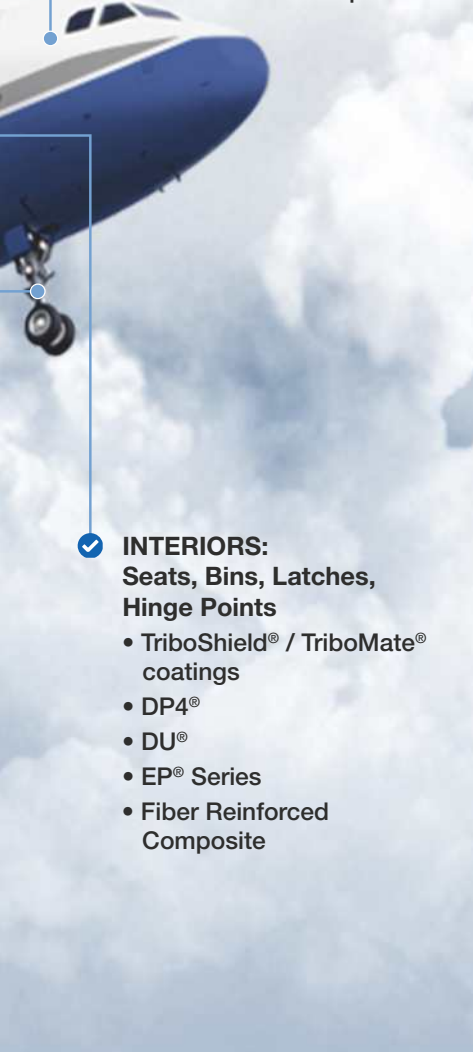 INTERIORS:
Seats, Bins, Latches,
Hinge Points
• TriboShield® / TriboMate®
coatings
• DP4®
• DU®
• EP® Series
• Fiber Reinforced
Composite